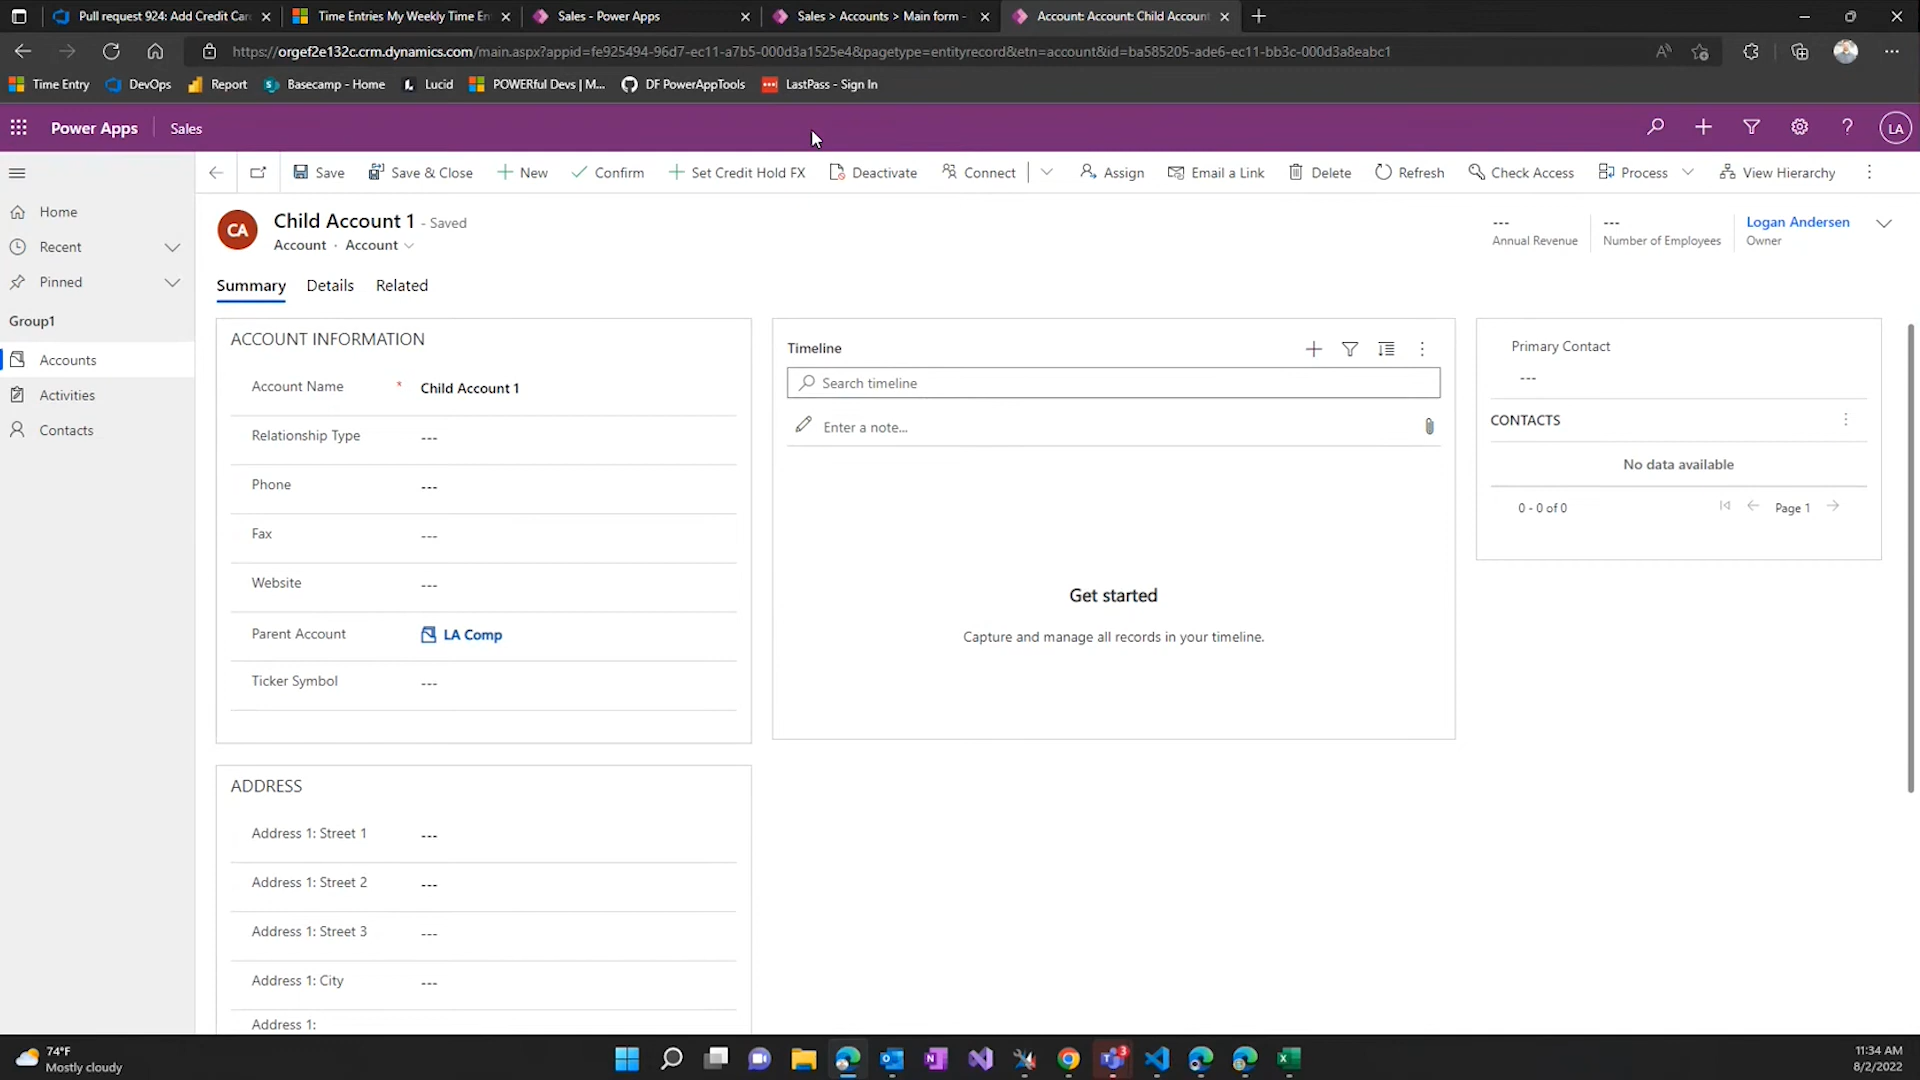 Pull request 924: Add Credit Car
Time Entries My Weekly Time En
Sales - Power Apps
Sales > Accounts > Main form -
Account: Account: Child Account
https://orgef2e132c.crm.dynamics.com/main.aspx?appid=fe925494-96d7-ec11-a7b5-000d3a1525e4&pagetype=entityrecord&etn=account&id=ba585205-ade6-ec11-bb3c-000d3a8eabc1
Time Entry
DevOps
Report
Basecamp - Home
Lucid
POWERful Devs | M...
DF PowerAppTools
LastPass - Sign In
Power Apps
Sales
LA
Save
Save & Close
New
Confirm
Set Credit Hold FX
Deactivate
Connect
Assign
Email a Link
Delete
Refresh
Check Access
Process
View Hierarchy
Home
Recent
Pinned
Group1
Accounts
Activities
Contacts
CA
Child Account 1 - Saved
Account · Account
---
Annual Revenue
---
Number of Employees
Logan Andersen
Owner
Summary
Details
Related
ACCOUNT INFORMATION
Account Name * Child Account 1
Relationship Type ---
Phone ---
Fax ---
Website ---
Parent Account LA Comp
Ticker Symbol ---
ADDRESS
Address 1: Street 1 ---
Address 1: Street 2 ---
Address 1: Street 3 ---
Address 1: City ---
Address 1:
Timeline
Search timeline
Enter a note...
Get started
Capture and manage all records in your timeline.
Primary Contact
---
CONTACTS
No data available
0 - 0 of 0
Page 1
74°F
Mostly cloudy
3
11:34 AM
8/2/2022